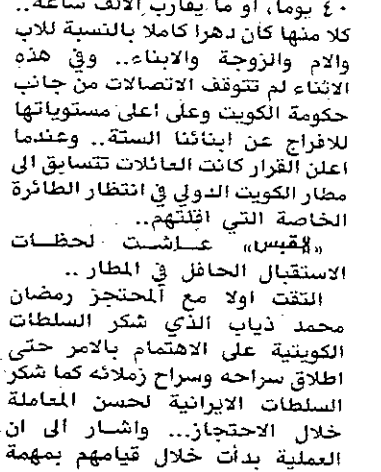 ٤٠ يوما، او ما يقارب الالف ساعة..
كلا منها كان دهرا كاملا بالنسبة للاب
والام والزوجة والابناء.. وفي هذه
الاثناء لم تتوقف الاتصالات من جانب
حكومة الكويت وعلى اعلى مستوياتها
للافراج عن ابنائنا الستة.. وعندما
اعلن القرار كانت العائلات تتسابق الى
مطار الكويت الدولي في انتظار الطائرة
الخاصة التي اقلتهم..
«القبس» عاشت لحظات
الاستقبال الحافل في المطار..
التقت اولا مع المحتجز رمضان
محمد ذياب الذي شكر السلطات
الكويتية على الاهتمام بالامر حتى
اطلاق سراحه وسراح زملائه كما شكر
السلطات الايرانية لحسن المعاملة
خلال الاحتجاز... واشار الى ان
العملية بدأت خلال قيامهم بمهمة